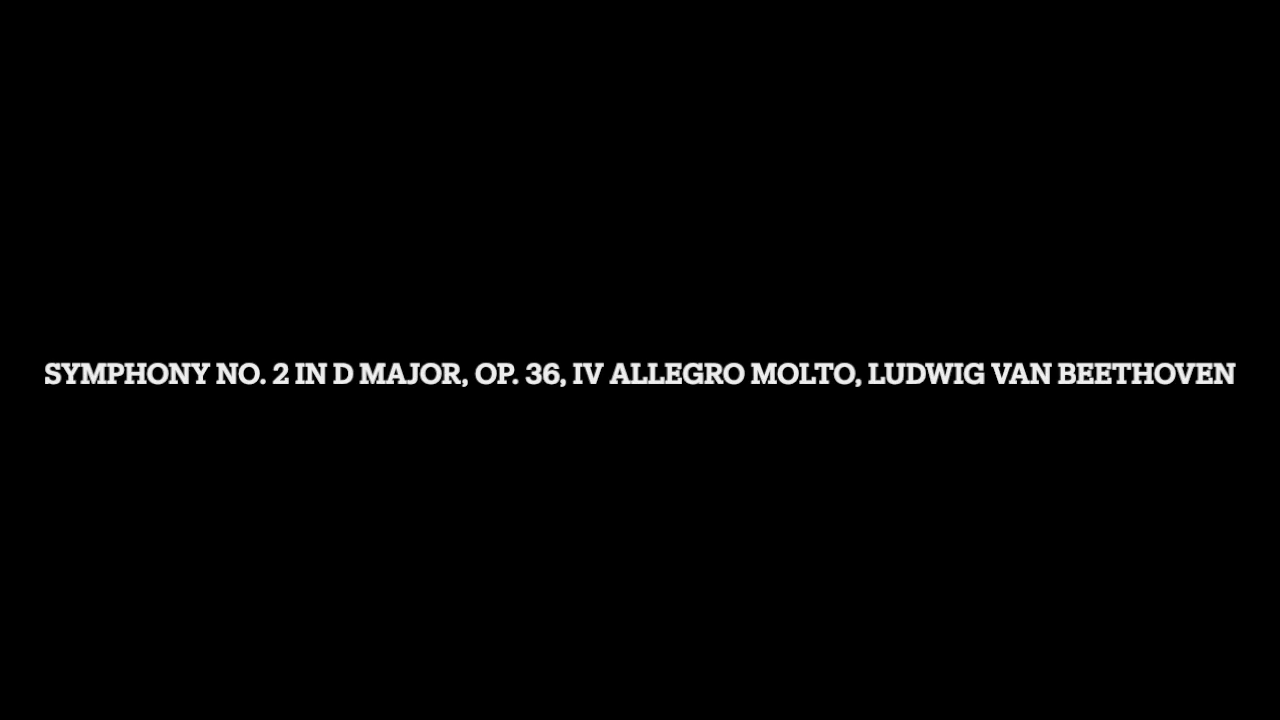 SYMPHONY NO. 2 IN D MAJOR, OP. 36, IV ALLEGRO MOLTO, LUDWIG VAN BEETHOVEN